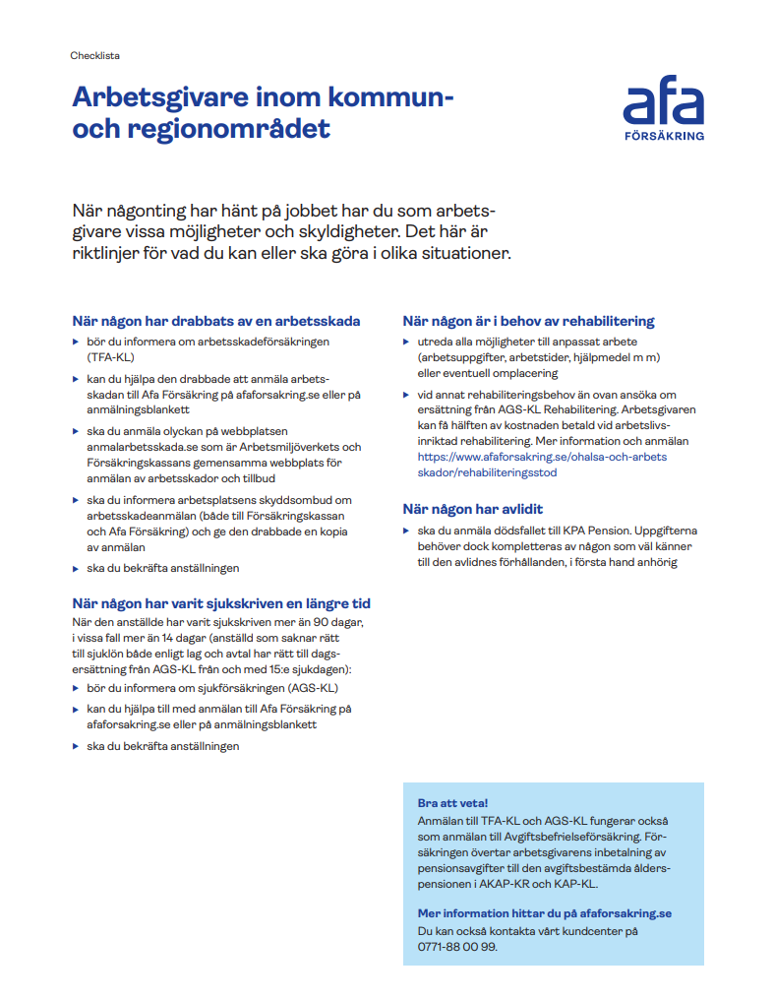 Checklista
Arbetsgivare inom kommun-
och regionområdet
afa
FÖRSÄKRING
När någonting har hänt på jobbet har du som arbets-
givare vissa möjligheter och skyldigheter. Det här är
riktlinjer för vad du kan eller ska göra i olika situationer.
När någon har drabbats av en arbetsskada
▶ bör du informera om arbetsskadeförsäkringen
(TFA-KL)
▶ kan du hjälpa den drabbade att anmäla arbets-
skadan till Afa Försäkring på afaforsakring.se eller på
anmälningsblankett
▶ ska du anmäla olyckan på webbplatsen
anmalarbetsskada.se som är Arbetsmiljöverkets och
Försäkringskassans gemensamma webbplats för
anmälan av arbetsskador och tillbud
▶ ska du informera arbetsplatsens skyddsombud om
arbetsskadeanmälan (både till Försäkringskassan
och Afa Försäkring) och ge den drabbade en kopia
av anmälan
▶ ska du bekräfta anställningen
När någon har varit sjukskriven en längre tid
När den anställde har varit sjukskriven mer än 90 dagar,
i vissa fall mer än 14 dagar (anställd som saknar rätt
till sjuklön både enligt lag och avtal har rätt till dags-
ersättning från AGS-KL från och med 15:e sjukdagen):
▶ bör du informera om sjukförsäkringen (AGS-KL)
▶ kan du hjälpa till med anmälan till Afa Försäkring på
afaforsakring.se eller på anmälningsblankett
▶ ska du bekräfta anställningen
När någon är i behov av rehabilitering
▶ utreda alla möjligheter till anpassat arbete
(arbetsuppgifter, arbetstider, hjälpmedel m m)
eller eventuell omplacering
▶ vid annat rehabiliteringsbehov än ovan ansöka om
ersättning från AGS-KL Rehabilitering. Arbetsgivaren
kan få hälften av kostnaden betald vid arbetslivs-
inriktad rehabilitering. Mer information och anmälan
https://www.afaforsakring.se/ohalsa-och-arbets
skador/rehabiliteringsstod
När någon har avlidit
▶ ska du anmäla dödsfallet till KPA Pension. Uppgifterna
behöver dock kompletteras av någon som väl känner
till den avlidnes förhållanden, i första hand anhörig
Bra att veta!
Anmälan till TFA-KL och AGS-KL fungerar också
som anmälan till Avgiftsbefrielseförsäkring. För-
säkringen övertar arbetsgivarens inbetalning av
pensionsavgifter till den avgiftsbestämda ålders-
pensionen i AKAP-KR och KAP-KL.
Mer information hittar du på afaforsakring.se
Du kan också kontakta vårt kundcenter på
0771-88 00 99.